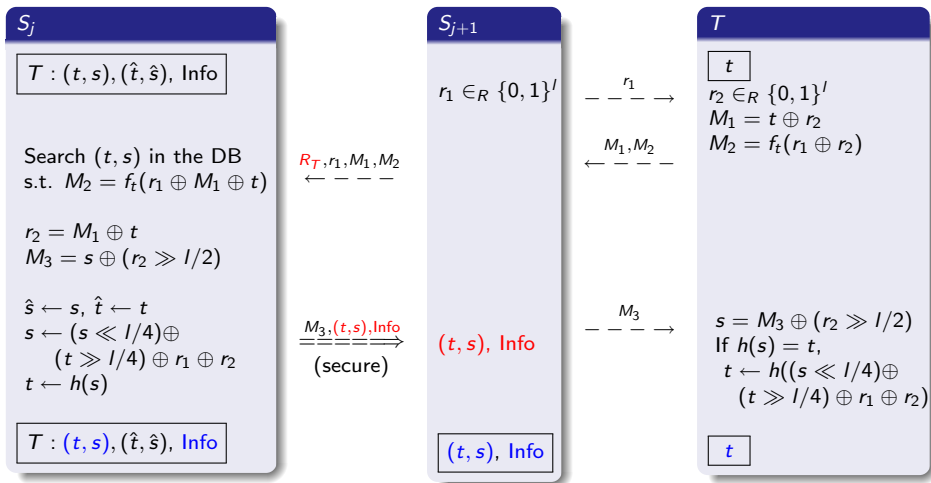 S_j
T : (t, s), (t̂, ŝ), Info
Search (t, s) in the DB
s.t. M_2 = f_t(r_1 ⊕ M_1 ⊕ t)
r_2 = M_1 ⊕ t
M_3 = s ⊕ (r_2 ≫ l/2)
ŝ ← s, t̂ ← t
s ← (s ≪ l/4)⊕
(t ≫ l/4) ⊕ r_1 ⊕ r_2
t ← h(s)
T : (t, s), (t̂, ŝ), Info
R_T,r_1,M_1,M_2
M_3,(t,s),Info
(secure)
S_{j+1}
r_1 ∈_R {0, 1}^l
(t, s), Info
(t, s), Info
r_1
M_1,M_2
M_3
T
t
r_2 ∈_R {0, 1}^l
M_1 = t ⊕ r_2
M_2 = f_t(r_1 ⊕ r_2)
s = M_3 ⊕ (r_2 ≫ l/2)
If h(s) = t,
t ← h((s ≪ l/4)⊕
(t ≫ l/4) ⊕ r_1 ⊕ r_2)
t